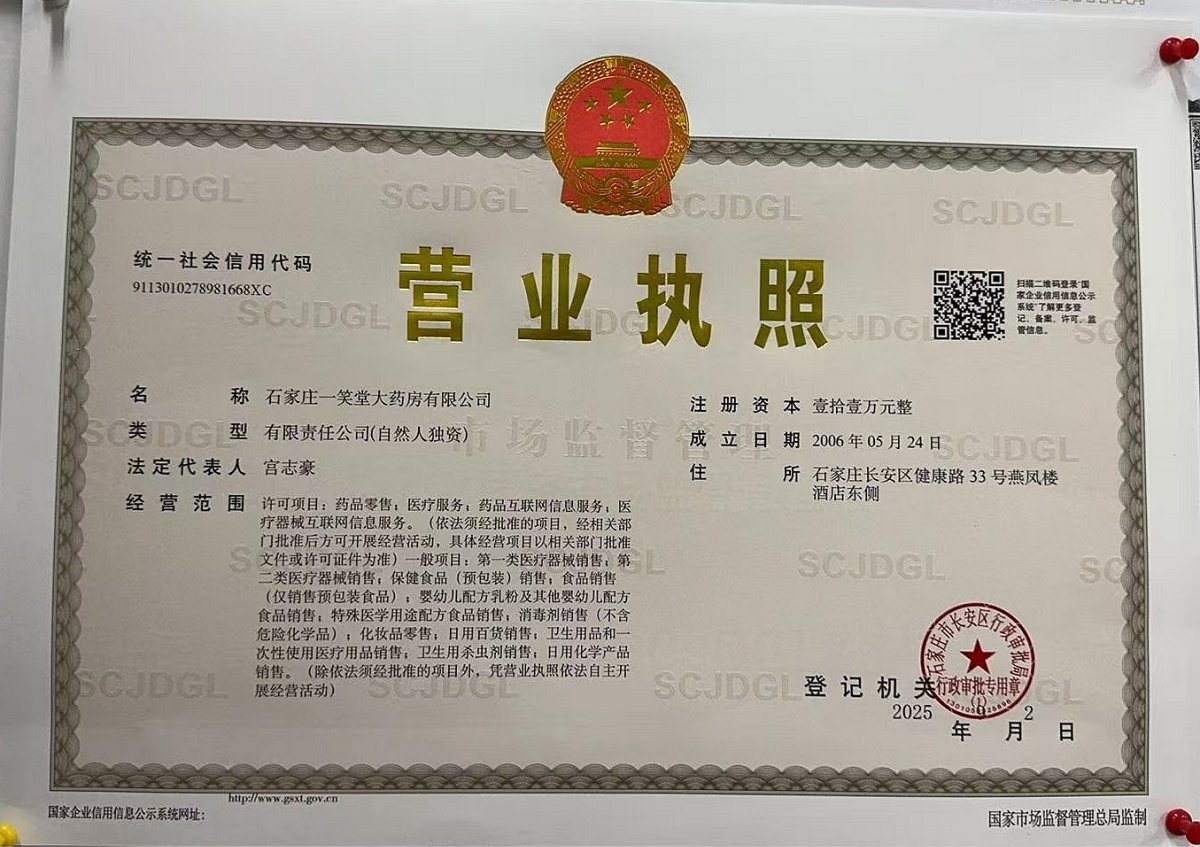 统一社会信用代码
9113010278981668XC
营业执照
扫描二维码登录"国
家企业信用信息公示
系统"了解更多登
记、备案、许可、监
管信息。
名称 石家庄一笑堂大药房有限公司
类型 有限责任公司(自然人独资)
法定代表人 宫志豪
经营范围 许可项目：药品零售；医疗服务；药品互联网信息服务；医
疗器械互联网信息服务。（依法须经批准的项目，经相关部
门批准后方可开展经营活动，具体经营项目以相关部门批准
文件或许可证件为准）一般项目：第一类医疗器械销售；第
二类医疗器械销售；保健食品（预包装）销售；食品销售
（仅销售预包装食品）；婴幼儿配方乳粉及其他婴幼儿配方
食品销售；特殊医学用途配方食品销售，消毒剂销售（不含
危险化学品）；化妆品零售；日用百货销售；卫生用品和一
次性使用医疗用品销售；卫生用杀虫剂销售；日用化学产品
销售。（除依法须经批准的项目外，凭营业执照依法自主开
展经营活动）
注册资本 壹拾壹万元整
成立日期 2006年05月24日
住所 石家庄长安区健康路33号燕凤楼
酒店东侧
登记机关
石家庄市长安区行政审批局
行政审批专用章
(1)
2025年9月2日
http://www.gsxt.gov.cn
国家企业信用信息公示系统网址：
国家市场监督管理总局监制
SCJDGL
市场监督管理